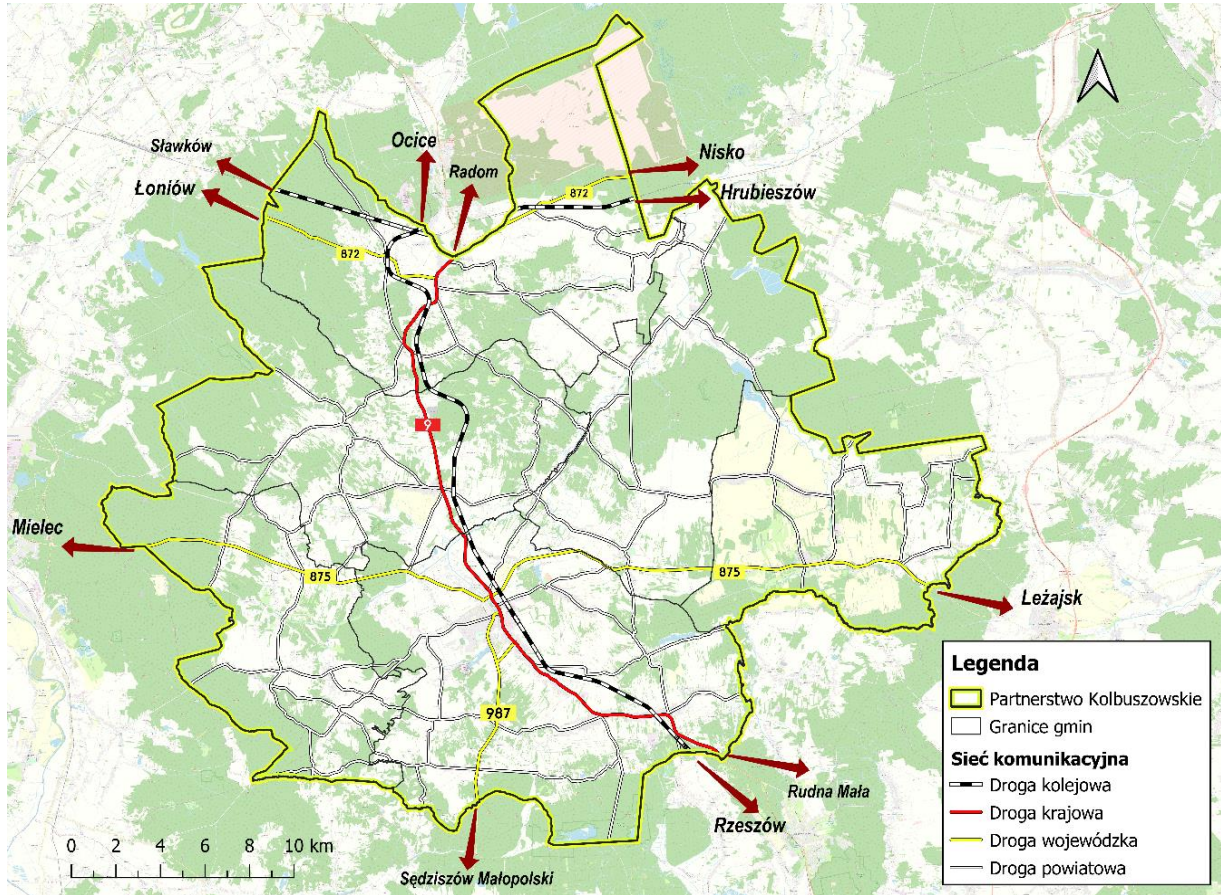 Ocice
Sławków
Nisko
Radom
Łoniów
Hrubieszów
872
872
9
Mielec
875
875
Leżajsk
987
Rudna Mała
Rzeszów
Sędziszów Małopolski
0 2 4 6 8 10 km
Legenda
Partnerstwo Kolbuszowskie
Granice gmin
Sieć komunikacyjna
Droga kolejowa
Droga krajowa
Droga wojewódzka
Droga powiatowa